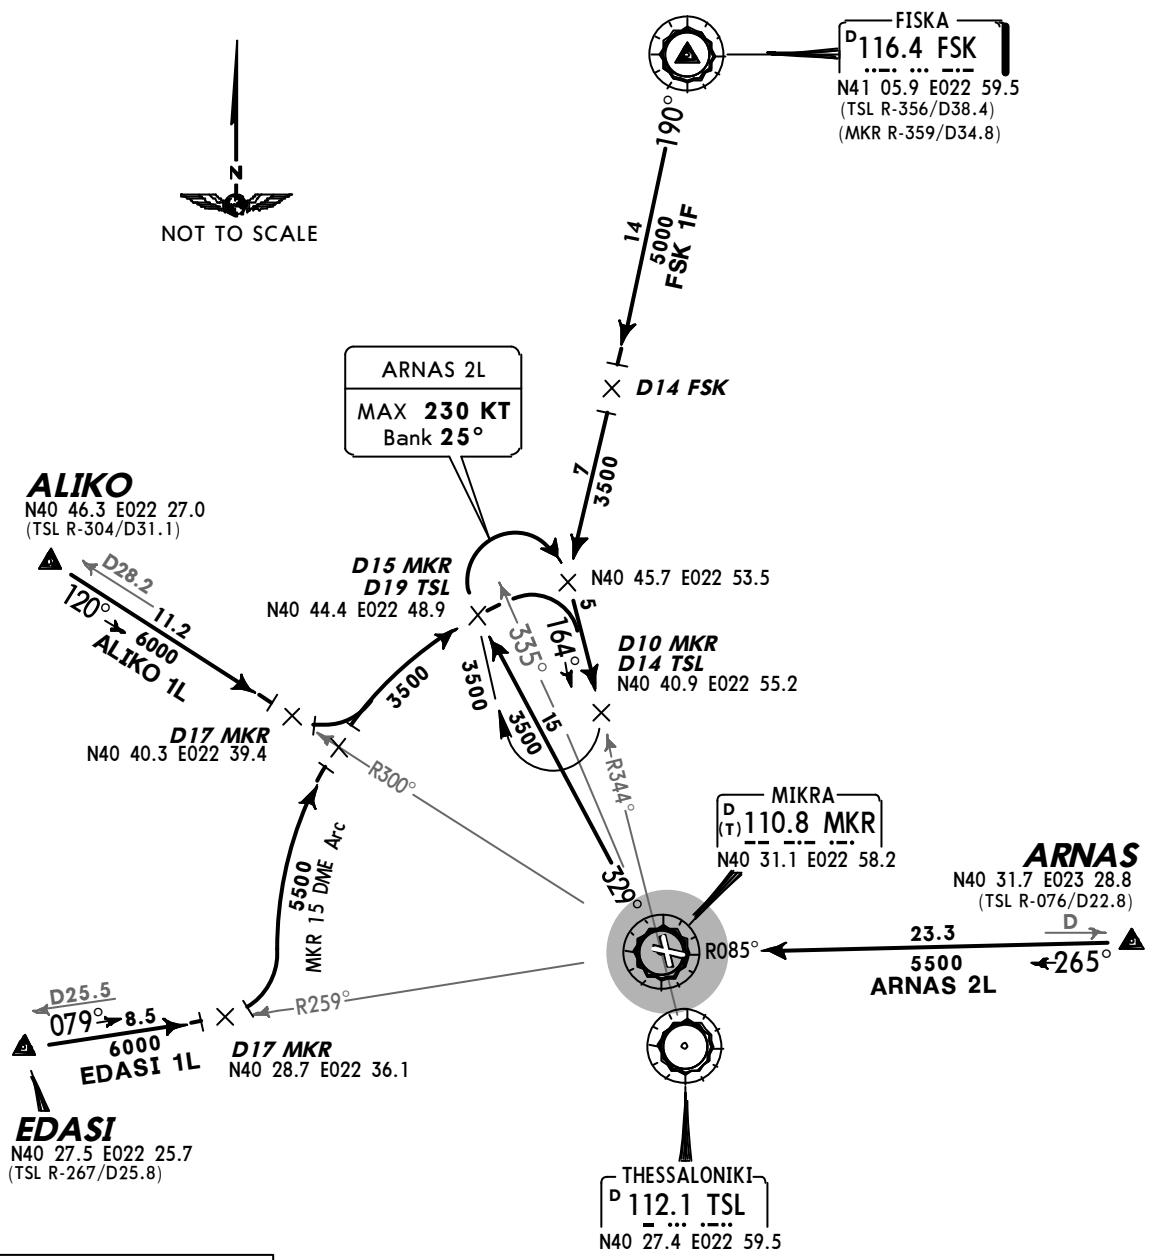 FISKA
D 116.4 FSK
N41 05.9 E022 59.5
(TSL R-356/D38.4)
(MKR R-359/D34.8)
N
NOT TO SCALE
190°
14
5000
FSK 1F
ARNAS 2L
MAX 230 KT
Bank 25°
D14 FSK
7
3500
ALIKO
N40 46.3 E022 27.0
(TSL R-304/D31.1)
D28.2
11.2
120°
6000
ALIKO 1L
D15 MKR
D19 TSL
N40 44.4 E022 48.9
N40 45.7 E022 53.5
5
164°
335°
D10 MKR
D14 TSL
N40 40.9 E022 55.2
3500
3500
3500
15
D17 MKR
N40 40.3 E022 39.4
R300°
R344°
MIKRA
D
(T) 110.8 MKR
N40 31.1 E022 58.2
ARNAS
N40 31.7 E023 28.8
(TSL R-076/D22.8)
D
329°
5500
MKR 15 DME Arc
R085°
23.3
5500
265°
ARNAS 2L
D25.5
079°
8.5
6000
EDASI 1L
R259°
D17 MKR
N40 28.7 E022 36.1
EDASI
N40 27.5 E022 25.7
(TSL R-267/D25.8)
THESSALONIKI
D 112.1 TSL
N40 27.4 E022 59.5